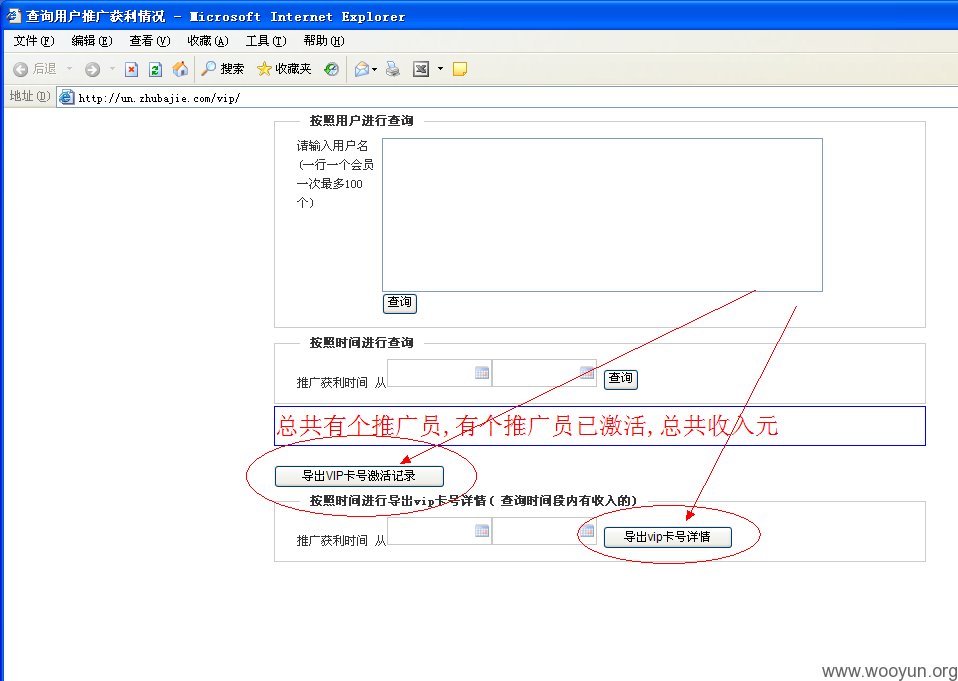 查询用户推广获利情况 - Microsoft Internet Explorer
文件(F) 编辑(E) 查看(V) 收藏(A) 工具(T) 帮助(H)
后退 搜索 收藏夹
地址(D) http://un.zhubajie.com/vip/
按照用户进行查询
请输入用户名
(一行一个会员
一次最多100
个)
查询
按照时间进行查询
推广获利时间 从
查询
总共有个推广员,有个推广员已激活,总共收入元
导出VIP卡号激活记录
按照时间进行导出vip卡号详情(查询时间段内有收入的)
推广获利时间 从
导出vip卡号详情
www.wooyun.org